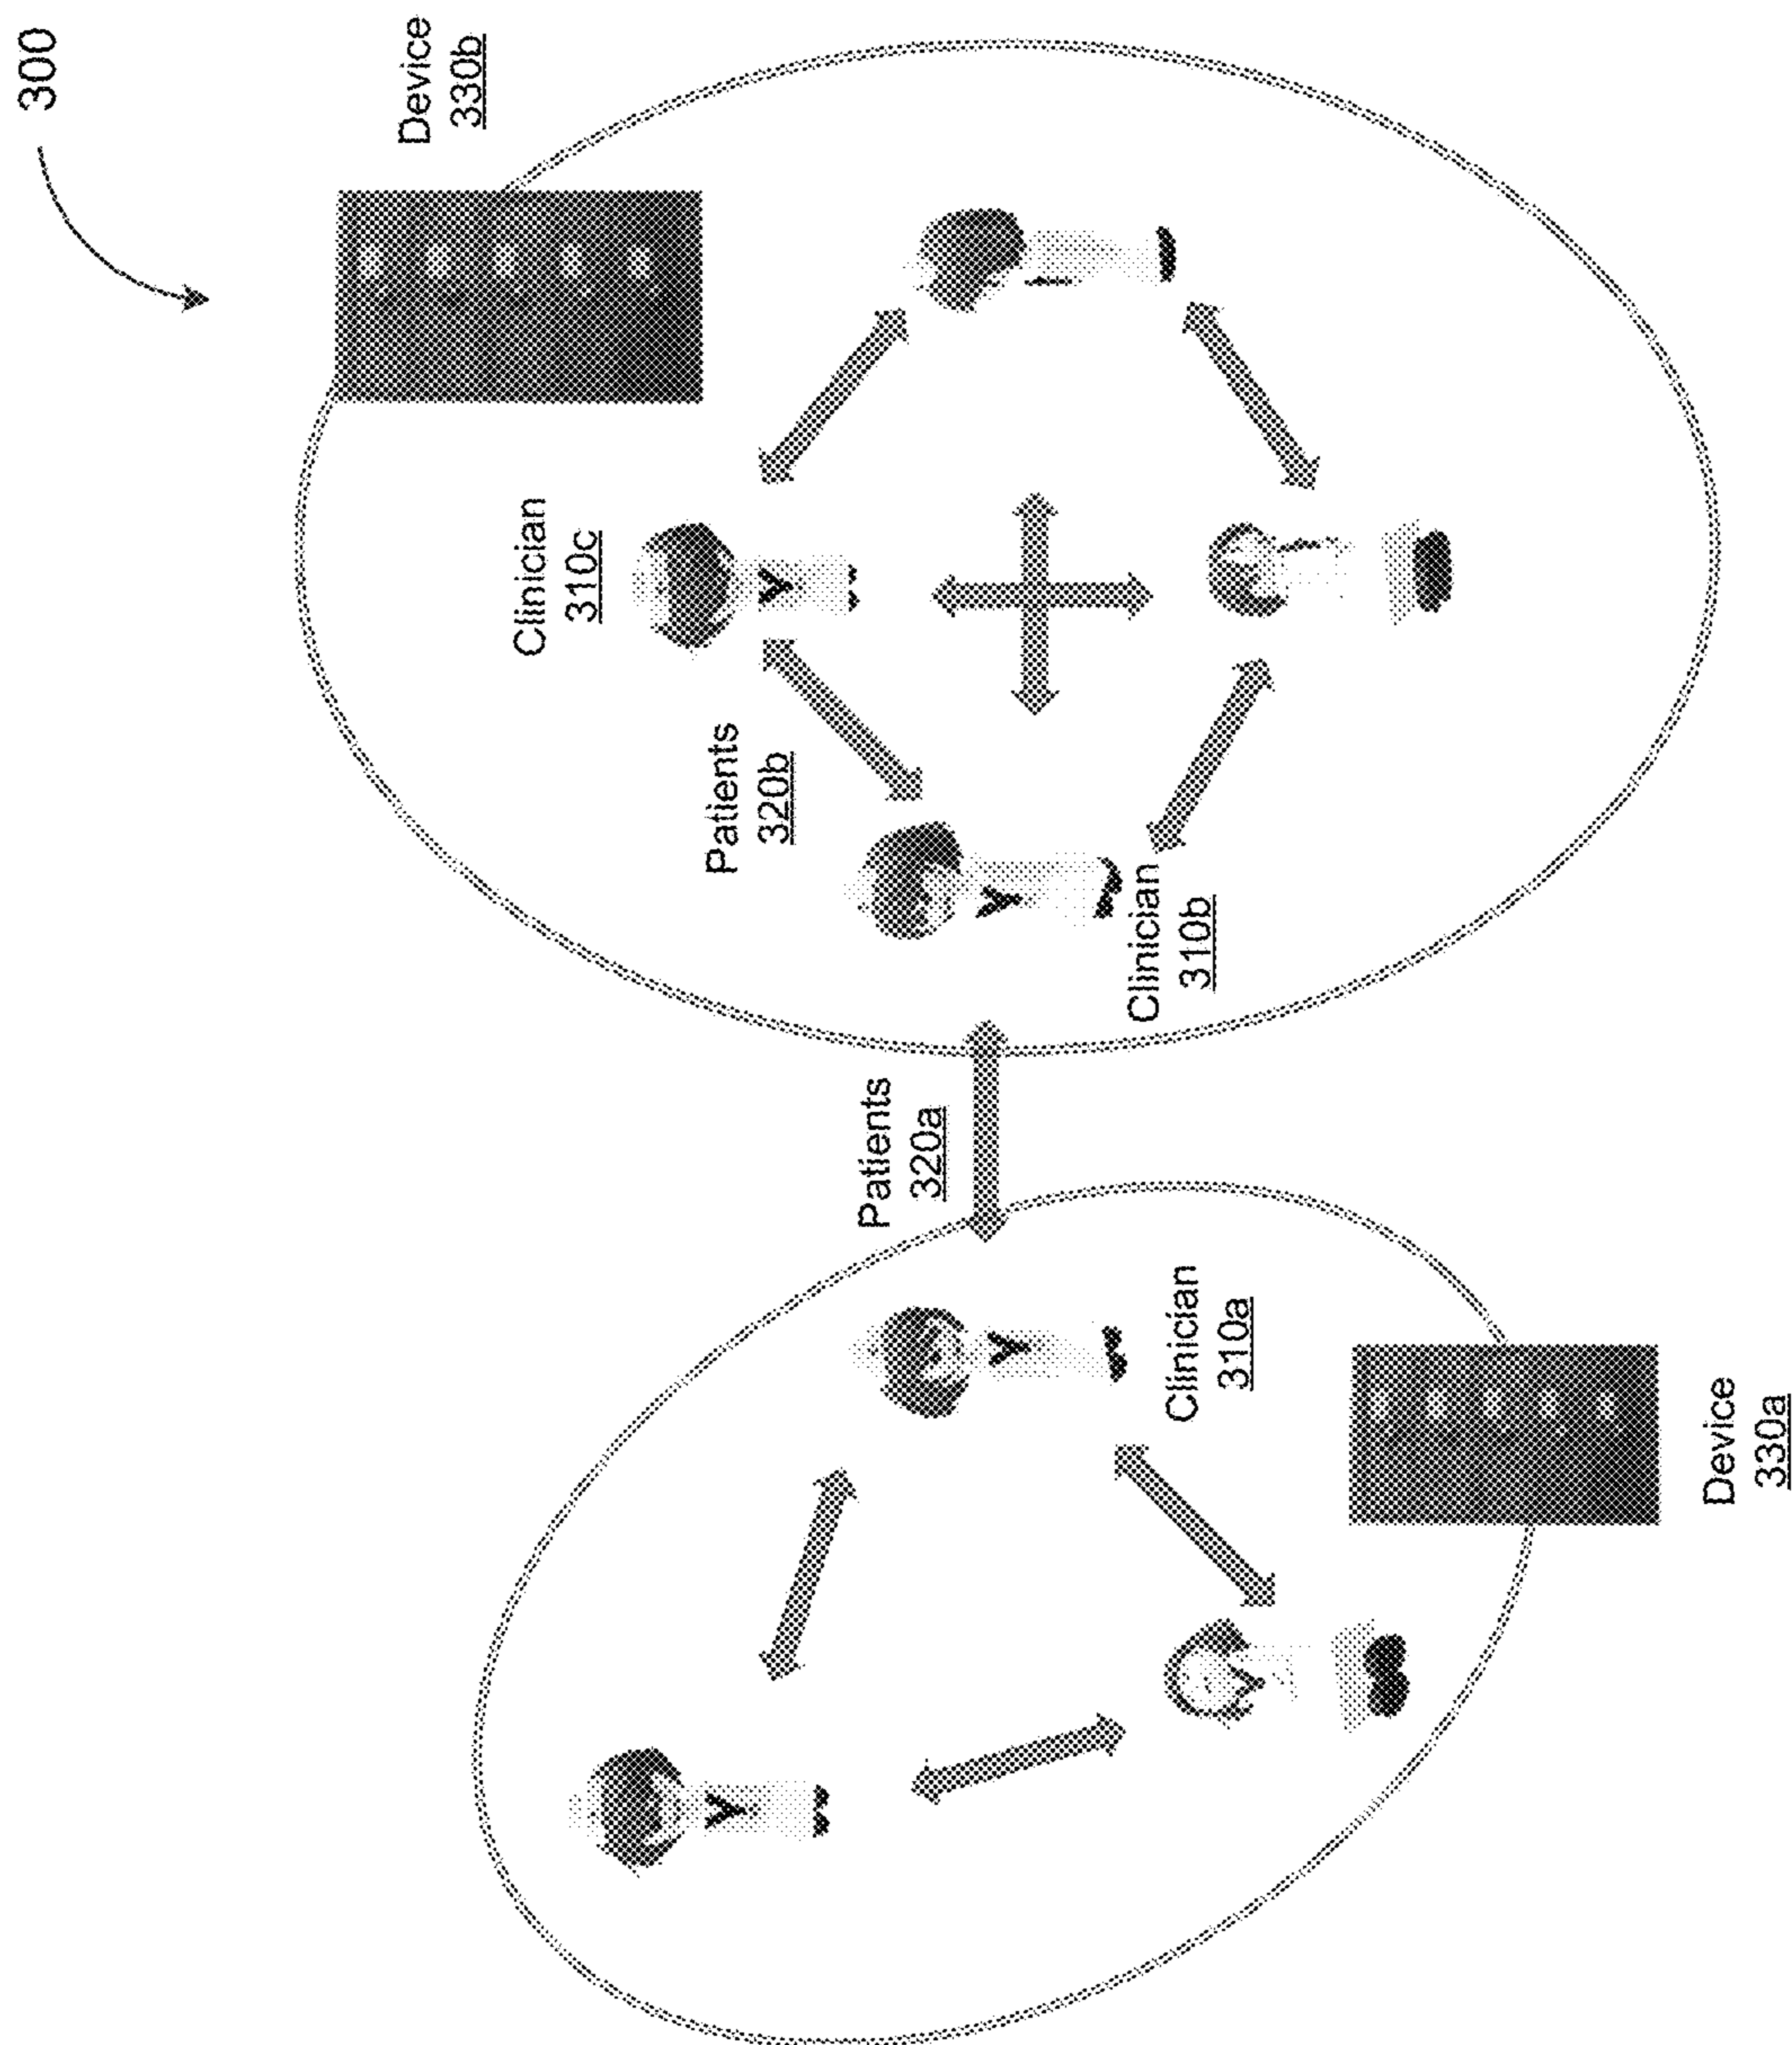 300
Device
330b
Clinician
310c
Patients
320b
Patients
320a
Clinician
310b
Clinician
310a
Device
330a